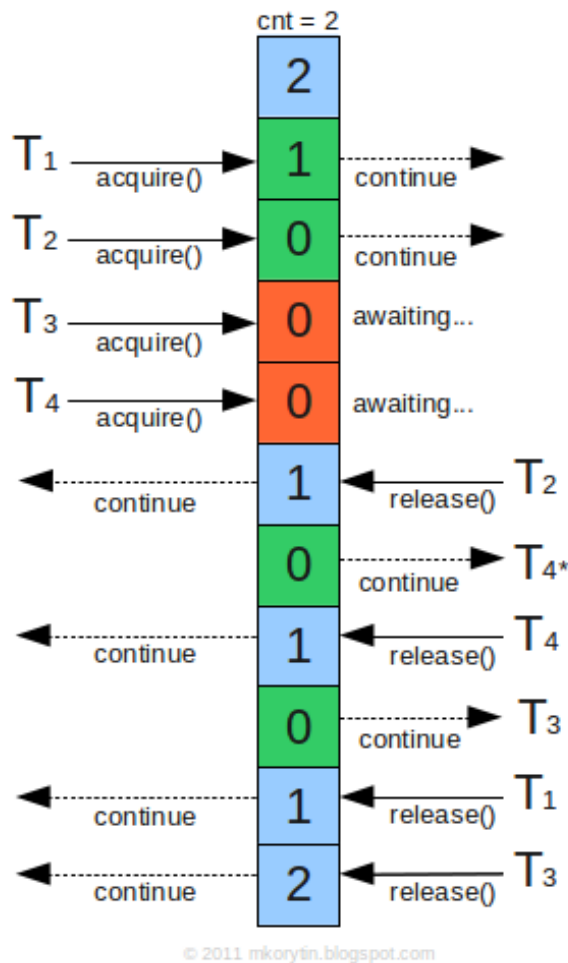 cnt = 2
2
T1 acquire() 1 continue
T2 acquire() 0 continue
T3 acquire() 0 awaiting...
T4 acquire() 0 awaiting...
continue 1 release() T2
0 continue T4*
continue 1 release() T4
0 continue T3
continue 1 release() T1
continue 2 release() T3
© 2011 mkorytin.blogspot.com